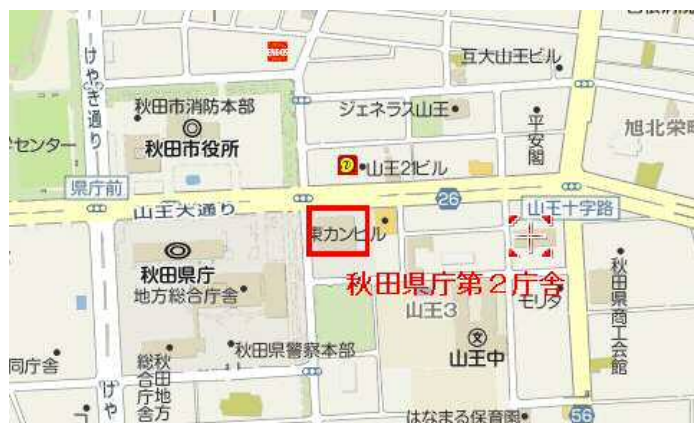 けやき通り
ENEOS
互大山王ビル
秋田市消防本部
ジェネラス山王
平安閣
旭北栄町
センター
秋田市役所
山王21ビル
県庁前
26
山王大通り
山王十字路
東カンビル
秋田県庁
地方総合庁舎
秋田県庁第２庁舎
山王3
モリタ
秋田県商工会館
文
山王中
秋田県警察本部
同庁舎
秋田地方
総合庁舎
けや
はなまる保育園
56